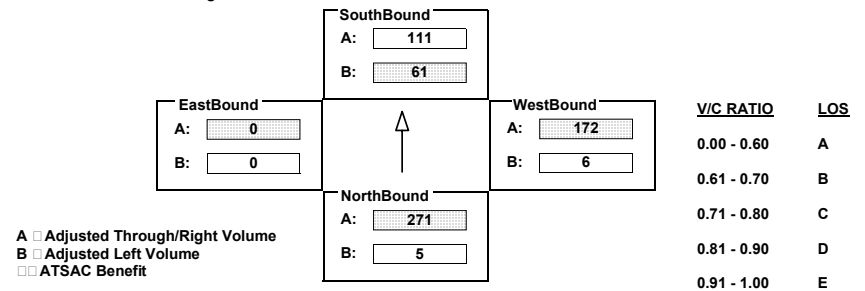 SouthBound
A: 111
B: 61
EastBound
A: 0
B: 0
WestBound
A: 172
B: 6
NorthBound
A: 271
B: 5
A □ Adjusted Through/Right Volume
B □ Adjusted Left Volume
□□ ATSAC Benefit
V/C RATIO LOS
0.00 - 0.60 A
0.61 - 0.70 B
0.71 - 0.80 C
0.81 - 0.90 D
0.91 - 1.00 E